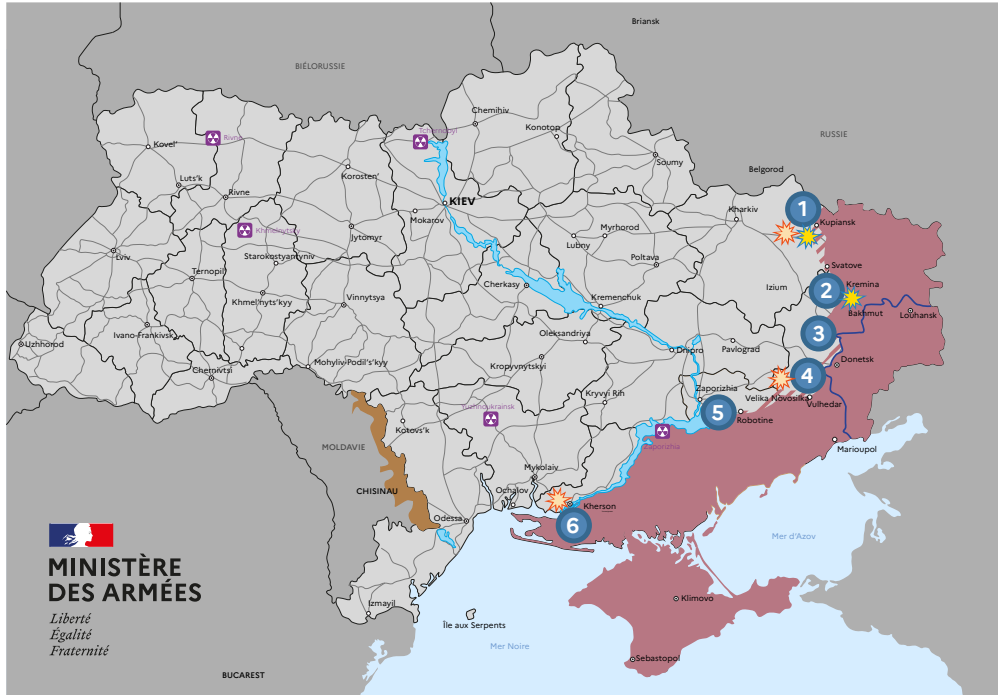 Briansk
BIÉLORUSSIE
Chernihiv
Tchernobyl
Konotop
RUSSIE
Rivne
Kovel'
Soumy
Belgorod
Korosten'
Luts'k
Rivne
KIEV
Kharkiv
1
Kupiansk
Mokarov
Khmelnytsky
Jytomyr
Myrhorod
Lubny
Lviv
Starokostyantyniv
Poltava
Svatove
Ternopil'
Cherkasy
Izium
2
Kremina
Khmel'nyts'kyy
Vinnytsya
Kremenchuk
Bakhmut
Louhansk
Ivano-Frankivsk
Oleksandriya
3
Uzhhorod
Dnipro
Pavlograd
Donetsk
Mohyliv-Podil's'kyy
Kropyvnytskyi
Chernivtsi
4
Zaporizhia
Kryvyi Rih
Velika Novosilka
Vulhedar
Yuzhnoukrainsk
5
Robotine
Kotovs'k
MOLDAVIE
Zaporizhia
Marioupol
Mykolaiv
CHISINAU
Ochalov
Kherson
Odessa
6
Mer d'Azov
MINISTÈRE
DES ARMÉES
Liberté
Égalité
Fraternité
Izmayil
Klimovo
Île aux Serpents
Mer Noire
Sebastopol
BUCAREST